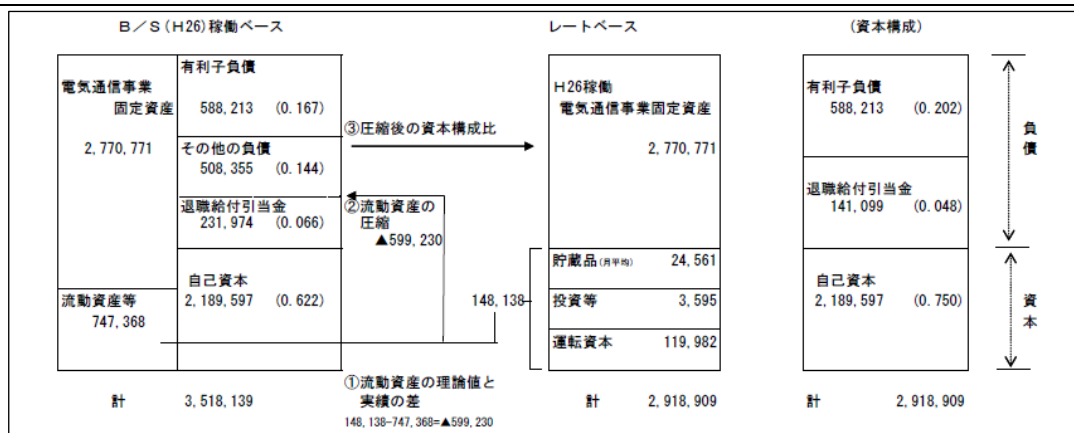 B/S(H26)稼働ベース
電気通信事業
固定資産
2,770,771
流動資産等
747,368
有利子負債
588,213 (0.167)
その他の負債
508,355 (0.144)
退職給付引当金
231,974 (0.066)
自己資本
2,189,597 (0.622)
計 3,518,139
③圧縮後の資本構成比
②流動資産の
圧縮
▲599,230
148,138
①流動資産の理論値と
実績の差
148,138-747,368=▲599,230
レートベース
H26稼働
電気通信事業固定資産
2,770,771
貯蔵品(月平均) 24,561
投資等 3,595
運転資本 119,982
計 2,918,909
(資本構成)
有利子負債
588,213 (0.202)
退職給付引当金
141,099 (0.048)
自己資本
2,189,597 (0.750)
計 2,918,909
負債
資本